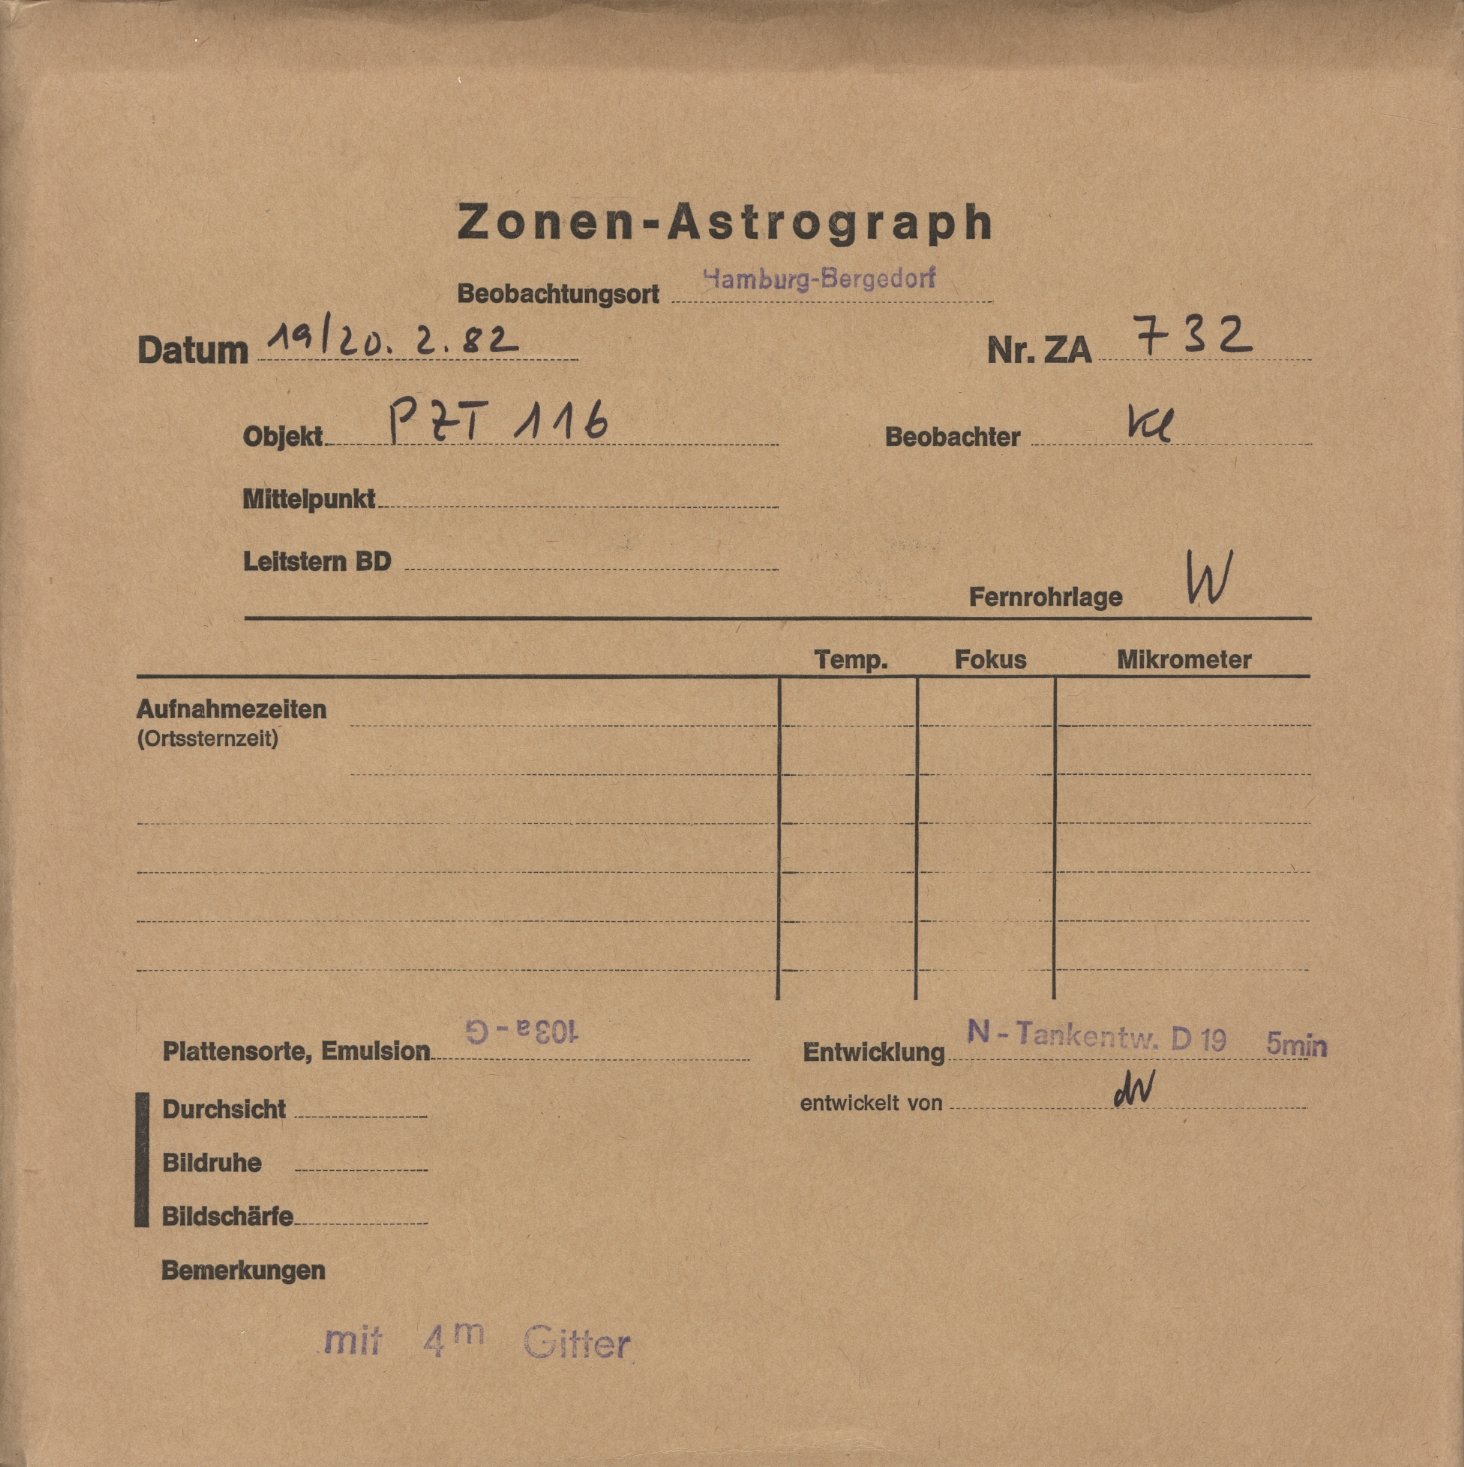 Zonen-Astrograph
Beobachtungsort Hamburg-Bergedorf
Datum 19/20. 2. 82 Nr. ZA 732
Objekt PZT 116 Beobachter Kl
Mittelpunkt
Leitstern BD
Fernrohrlage W
Temp. Fokus Mikrometer
Aufnahmezeiten
(Ortssternzeit)
Plattensorte, Emulsion 103a-G Entwicklung N-Tankentw. D 19 5min
Durchsicht entwickelt von
Bildruhe
Bildschärfe
Bemerkungen
mit 4m Gitter